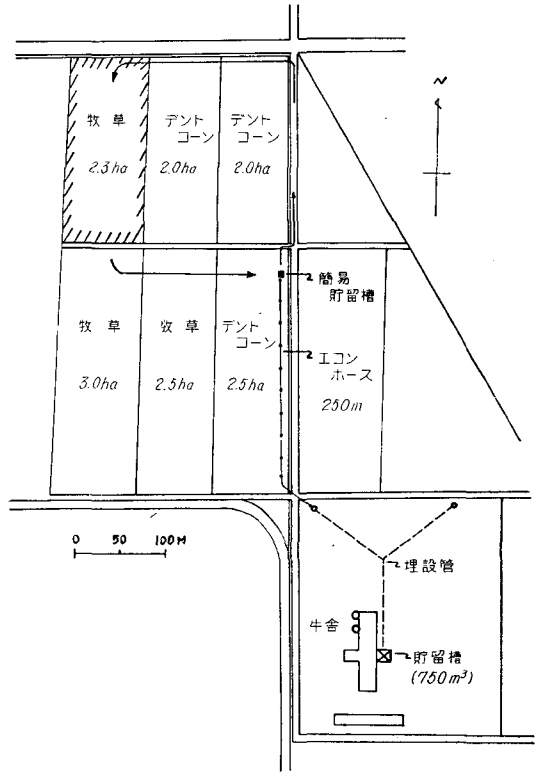 N
牧草
デント
コーン
デント
コーン
2.3ha
2.0ha
2.0ha
簡易
貯留槽
牧草
牧草
デント
コーン
エコン
ホース
3.0ha
2.5ha
2.5ha
250m
0 50 100M
埋設管
牛舎
貯留槽
(750m³)